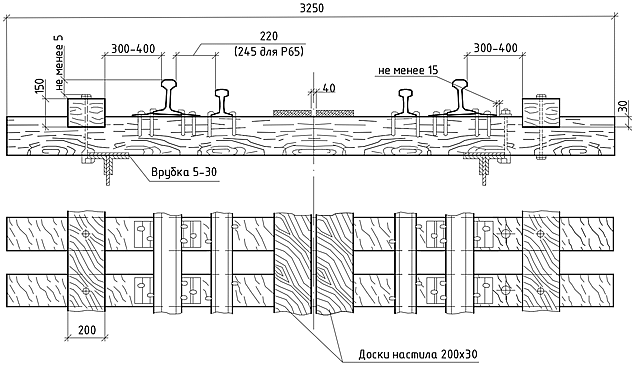 3250
не менее 5
300-400
220
(245 для Р65)
300-400
не менее 15
40
150
30
Врубка 5-30
200
Доски настила 200х30